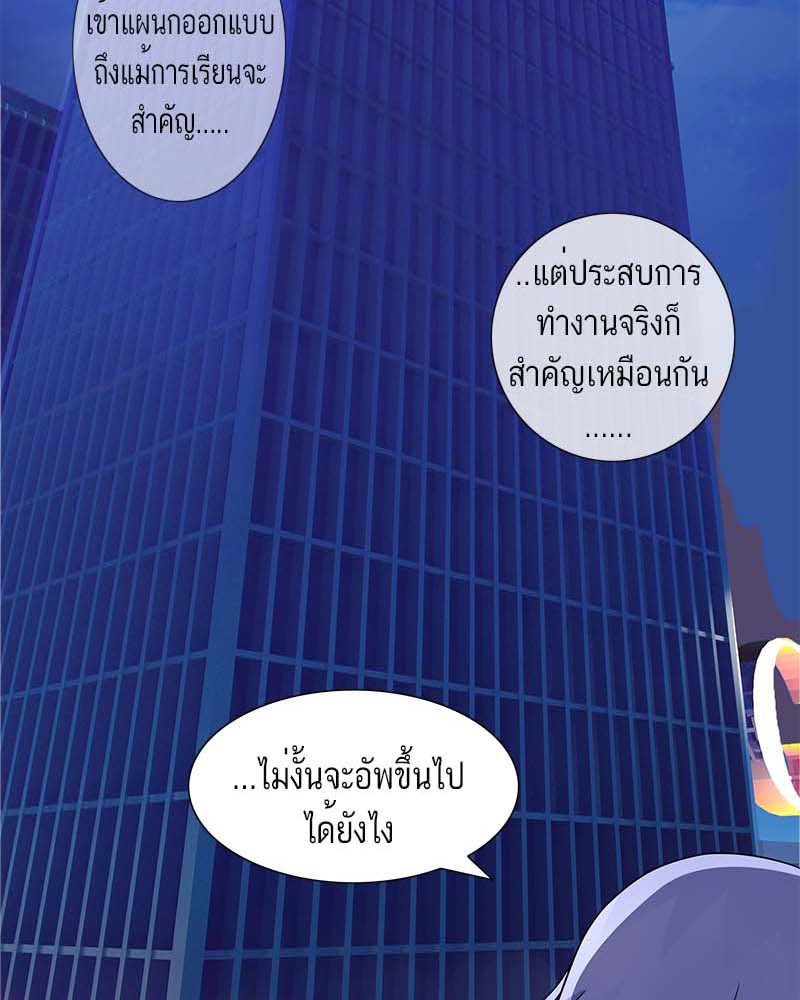 เข้าแผนกออกแบบ
ถึงแม้การเรียนจะ
สำคัญ.....
..แต่ประสบการ
ทำงานจริงก็
สำคัญเหมือนกัน
......
...ไม่งั้นจะอัพขึ้นไป
ได้ยังไง